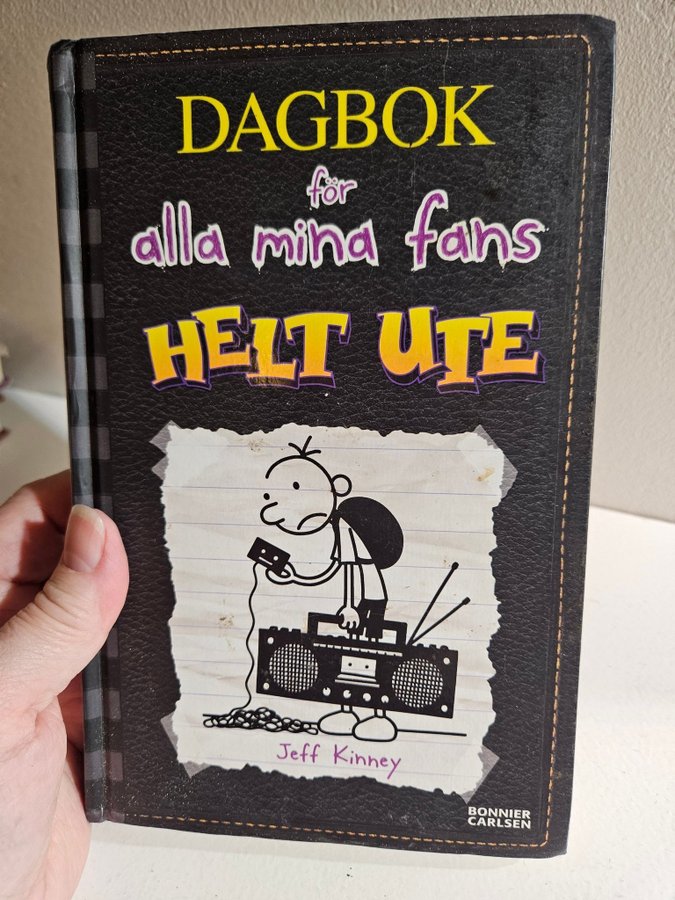 DAGBOK
för
alla mina fans
HELT UTE
Jeff Kinney
BONNIER
CARLSEN